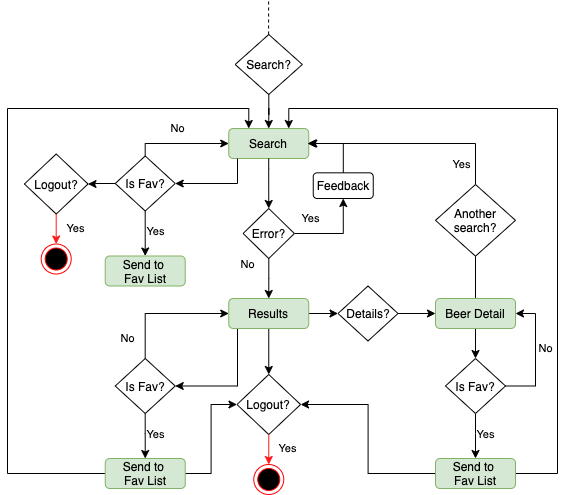 Search?
No
Search
Yes
Logout?
Is Fav?
Feedback
Yes
Another
search?
Yes
Yes
Error?
No
Send to
Fav List
Results
Details?
Beer Detail
No
No
Is Fav?
Logout?
Is Fav?
Yes
Yes
Yes
Send to
Fav List
Send to
Fav List